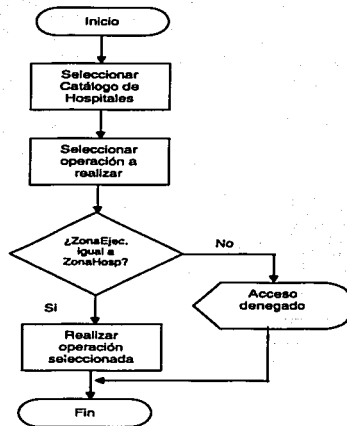 Inicio
Seleccionar
Catálogo de
Hospitales
Seleccionar
operación a
realizar
¿ZonaEjec.
igual a
ZonaHosp?
No
Si
Acceso
denegado
Realizar
operación
seleccionada
Fin